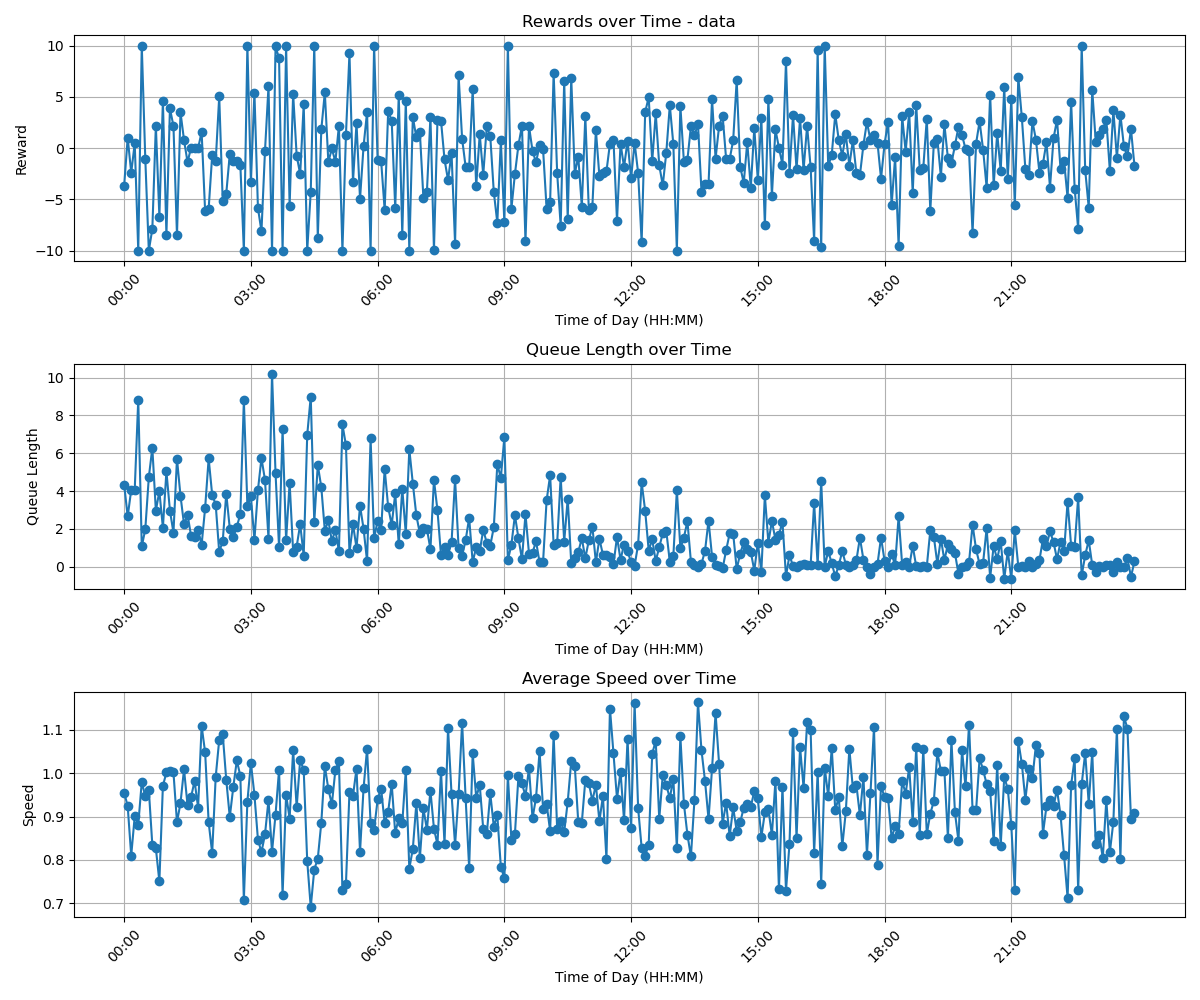 Rewards over Time - data
Reward
10
5
0
−5
−10
00:00 03:00 06:00 09:00 12:00 15:00 18:00 21:00
Time of Day (HH:MM)
Queue Length over Time
Queue Length
10
8
6
4
2
0
00:00 03:00 06:00 09:00 12:00 15:00 18:00 21:00
Time of Day (HH:MM)
Average Speed over Time
Speed
1.1
1.0
0.9
0.8
0.7
00:00 03:00 06:00 09:00 12:00 15:00 18:00 21:00
Time of Day (HH:MM)